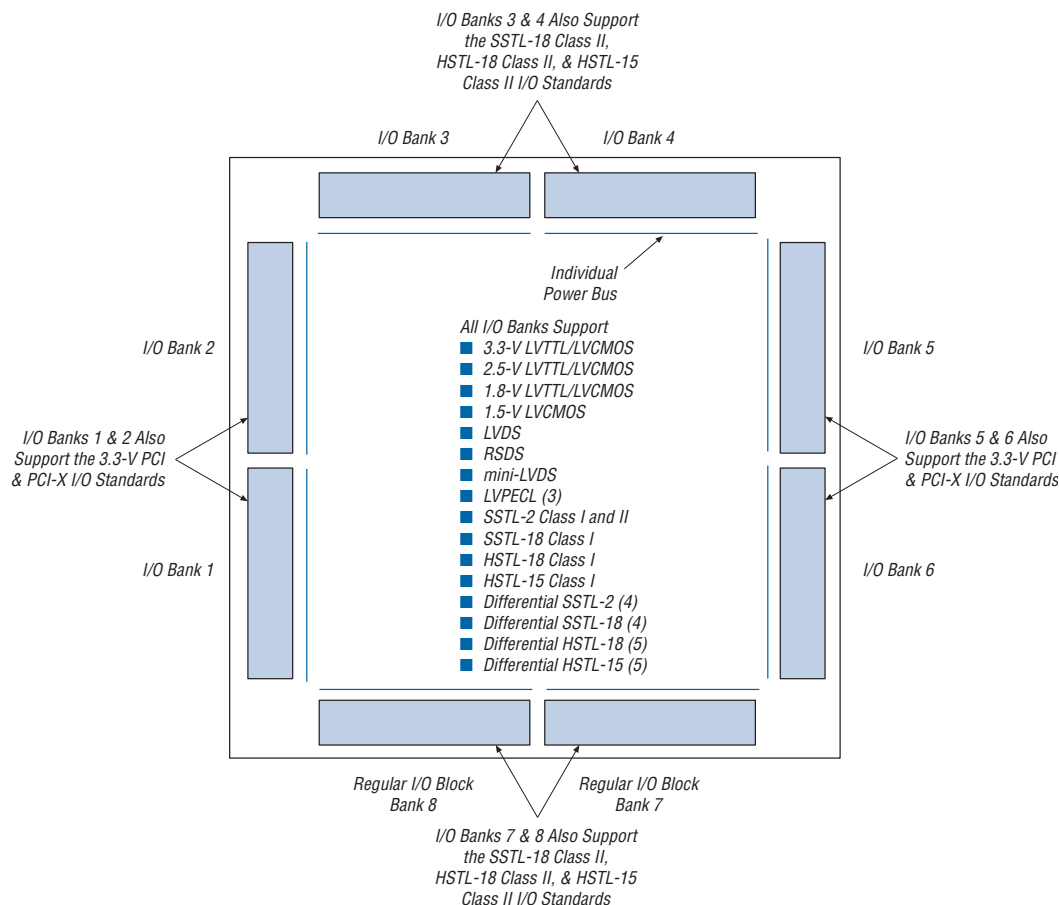 I/O Banks 3 & 4 Also Support
the SSTL-18 Class II,
HSTL-18 Class II, & HSTL-15
Class II I/O Standards
I/O Bank 3
I/O Bank 4
Individual
Power Bus
I/O Bank 2
I/O Bank 5
All I/O Banks Support
3.3-V LVTTL/LVCMOS
2.5-V LVTTL/LVCMOS
1.8-V LVTTL/LVCMOS
1.5-V LVCMOS
LVDS
RSDS
mini-LVDS
LVPECL (3)
SSTL-2 Class I and II
SSTL-18 Class I
HSTL-18 Class I
HSTL-15 Class I
Differential SSTL-2 (4)
Differential SSTL-18 (4)
Differential HSTL-18 (5)
Differential HSTL-15 (5)
I/O Banks 1 & 2 Also
Support the 3.3-V PCI
& PCI-X I/O Standards
I/O Banks 5 & 6 Also
Support the 3.3-V PCI
& PCI-X I/O Standards
I/O Bank 1
I/O Bank 6
Regular I/O Block
Bank 8
Regular I/O Block
Bank 7
I/O Banks 7 & 8 Also Support
the SSTL-18 Class II,
HSTL-18 Class II, & HSTL-15
Class II I/O Standards